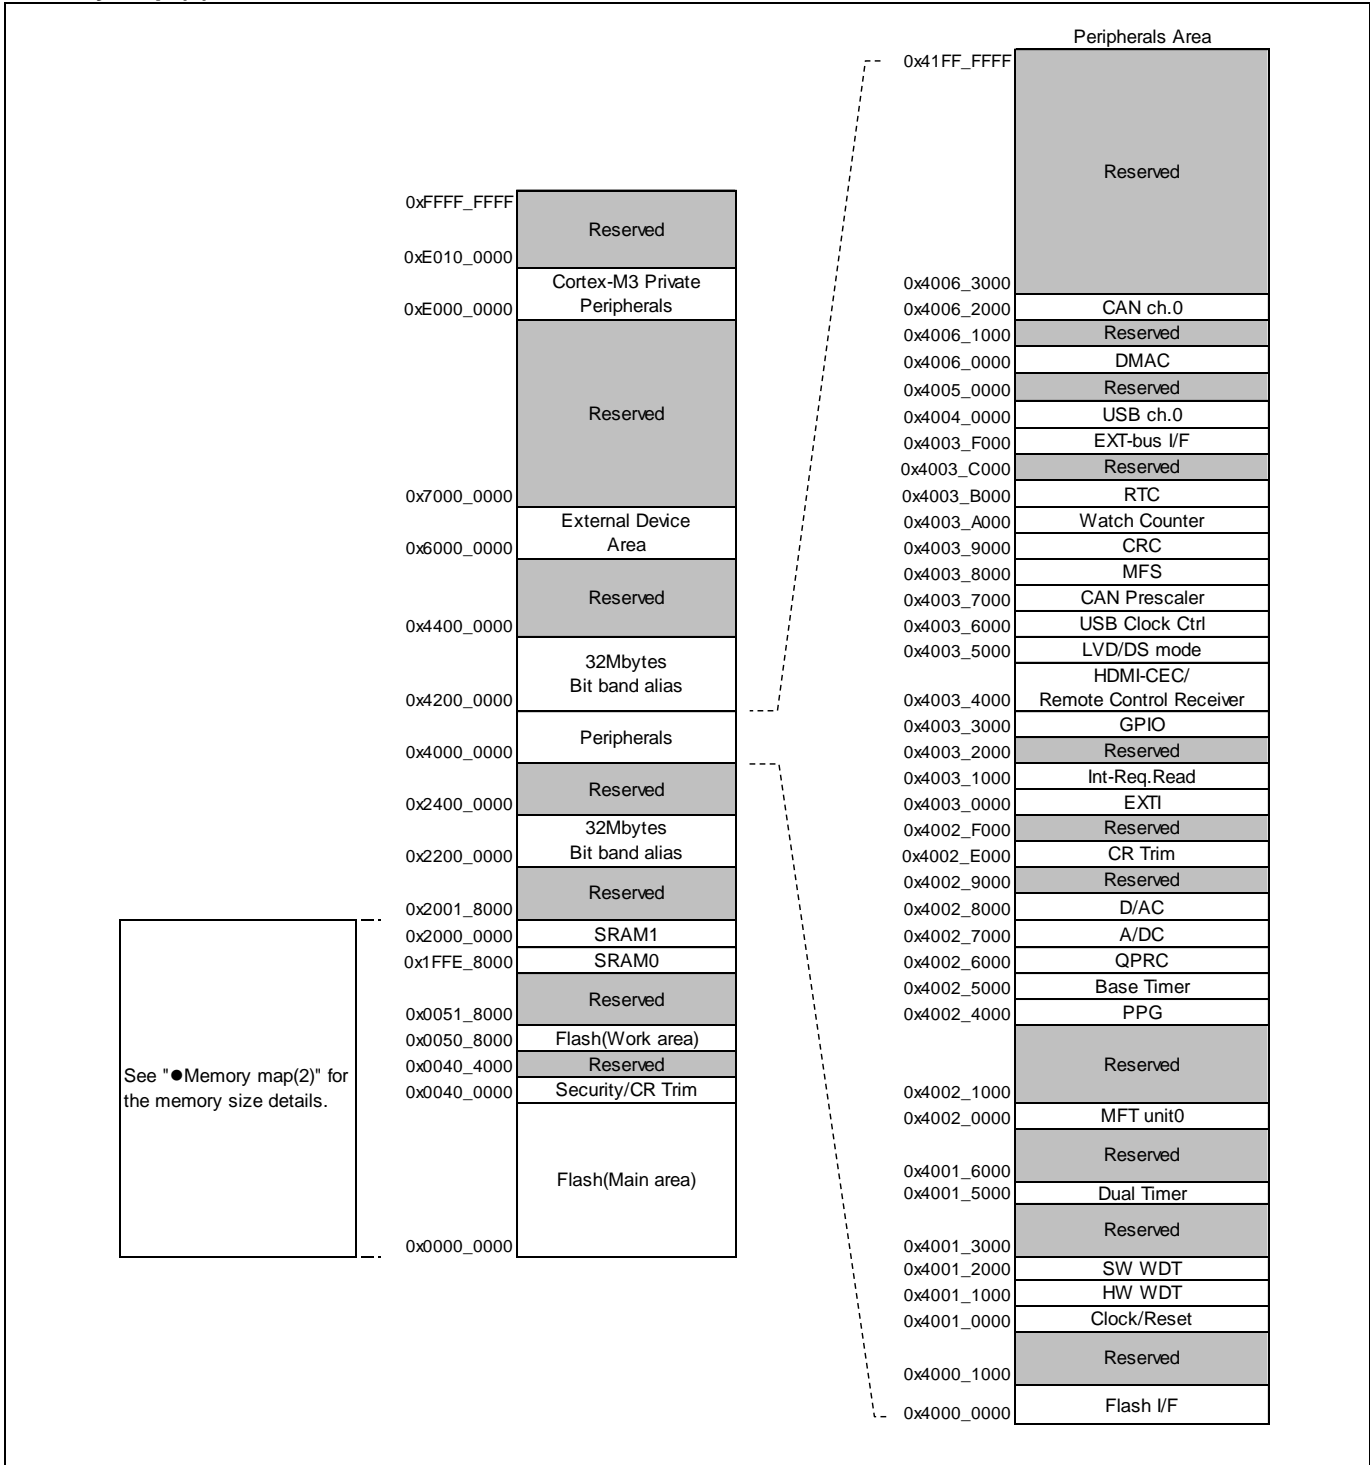 Peripherals Area
0x41FF_FFFF
Reserved
0x4006_3000
0x4006_2000 CAN ch.0
0x4006_1000 Reserved
0x4006_0000 DMAC
0x4005_0000 Reserved
0x4004_0000 USB ch.0
0x4003_F000 EXT-bus I/F
0x4003_C000 Reserved
0x4003_B000 RTC
0x4003_A000 Watch Counter
0x4003_9000 CRC
0x4003_8000 MFS
0x4003_7000 CAN Prescaler
0x4003_6000 USB Clock Ctrl
0x4003_5000 LVD/DS mode
HDMI-CEC/
0x4003_4000 Remote Control Receiver
0x4003_3000 GPIO
0x4003_2000 Reserved
0x4003_1000 Int-Req.Read
0x4003_0000 EXTI
0x4002_F000 Reserved
0x4002_E000 CR Trim
0x4002_9000 Reserved
0x4002_8000 D/AC
0x4002_7000 A/DC
0x4002_6000 QPRC
0x4002_5000 Base Timer
0x4002_4000 PPG
Reserved
0x4002_1000
0x4002_0000 MFT unit0
Reserved
0x4001_6000
0x4001_5000 Dual Timer
Reserved
0x4001_3000
0x4001_2000 SW WDT
0x4001_1000 HW WDT
0x4001_0000 Clock/Reset
Reserved
0x4000_1000
0x4000_0000 Flash I/F
0xFFFF_FFFF
Reserved
0xE010_0000
Cortex-M3 Private
0xE000_0000 Peripherals
Reserved
0x7000_0000
External Device
0x6000_0000 Area
Reserved
0x4400_0000
32Mbytes
Bit band alias
0x4200_0000
Peripherals
0x4000_0000
Reserved
0x2400_0000
32Mbytes
0x2200_0000 Bit band alias
Reserved
0x2001_8000
0x2000_0000 SRAM1
0x1FFE_8000 SRAM0
Reserved
0x0051_8000
0x0050_8000 Flash(Work area)
0x0040_4000 Reserved
0x0040_0000 Security/CR Trim
Flash(Main area)
0x0000_0000
See "●Memory map(2)" for
the memory size details.